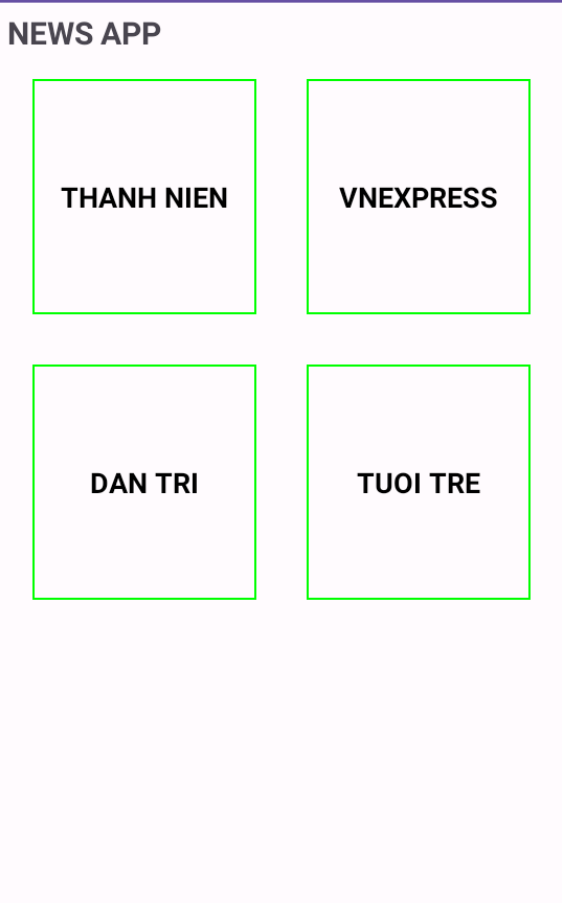 NEWS APP
THANH NIEN
VNEXPRESS
DAN TRI
TUOI TRE